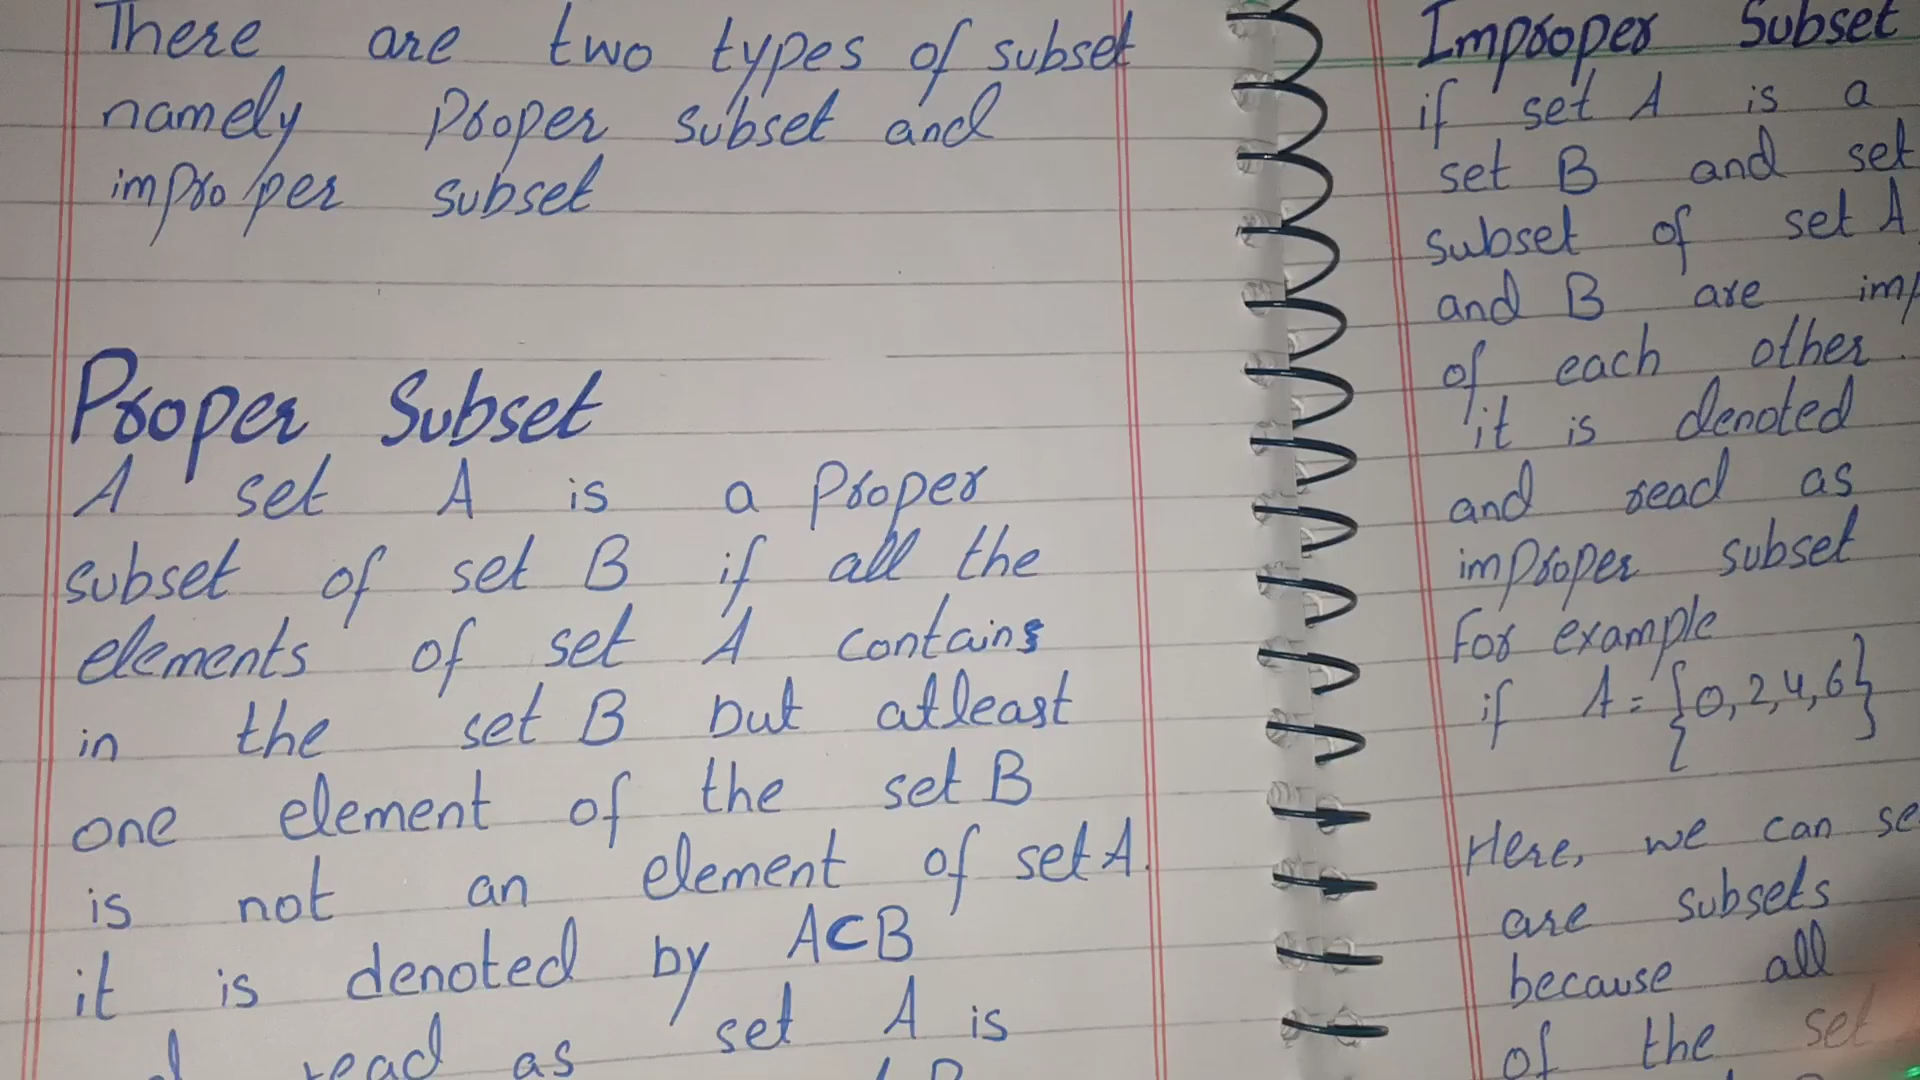 There are two types of subset
namely Proper subset and
improper subset
Proper Subset
A set A is a proper
subset of set B if all the
elements of set A contains
in the set B but atleast
one element of the set B
is not an element of set A.
it is denoted by A⊂B
read as set A is
Improper Subset
if set A is a
set B and set
subset of set A
and B are
of each other.
it is denoted
and read as
improper subset
For example
if A = {0,2,4,6}
Here, we can
are subsets
because all
of the set